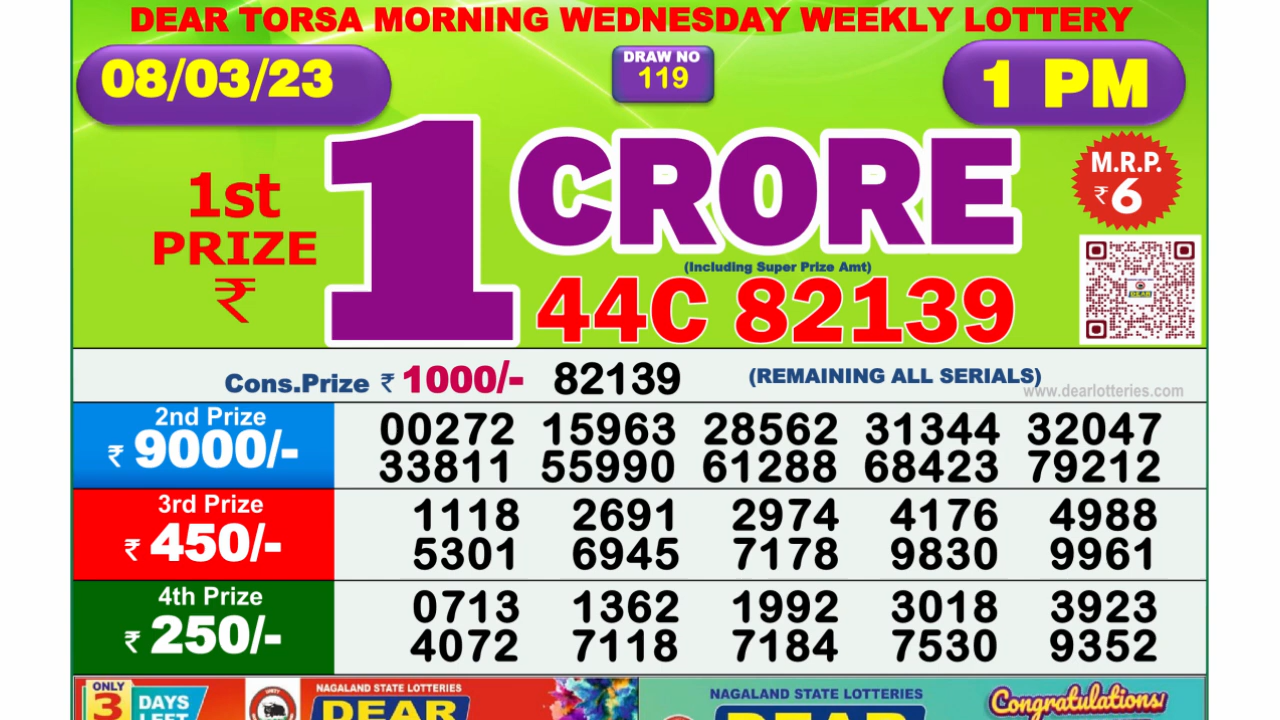 DEAR TORSA MORNING WEDNESDAY WEEKLY LOTTERY
08/03/23
DRAW NO
119
1 PM
1st
PRIZE
₹
1 CRORE
M.R.P.
₹6
(Including Super Prize Amt)
44C 82139
DEAR
Cons.Prize ₹ 1000/- 82139 (REMAINING ALL SERIALS)
www.dearlotteries.com
2nd Prize
₹ 9000/-
00272 15963 28562 31344 32047
33811 55990 61288 68423 79212
3rd Prize
₹ 450/-
1118 2691 2974 4176 4988
5301 6945 7178 9830 9961
4th Prize
₹ 250/-
0713 1362 1992 3018 3923
4072 7118 7184 7530 9352
ONLY
3 DAYS
LEFT
NAGALAND STATE LOTTERIES
DEAR
NAGALAND STATE LOTTERIES
DEAR
Congratulations!